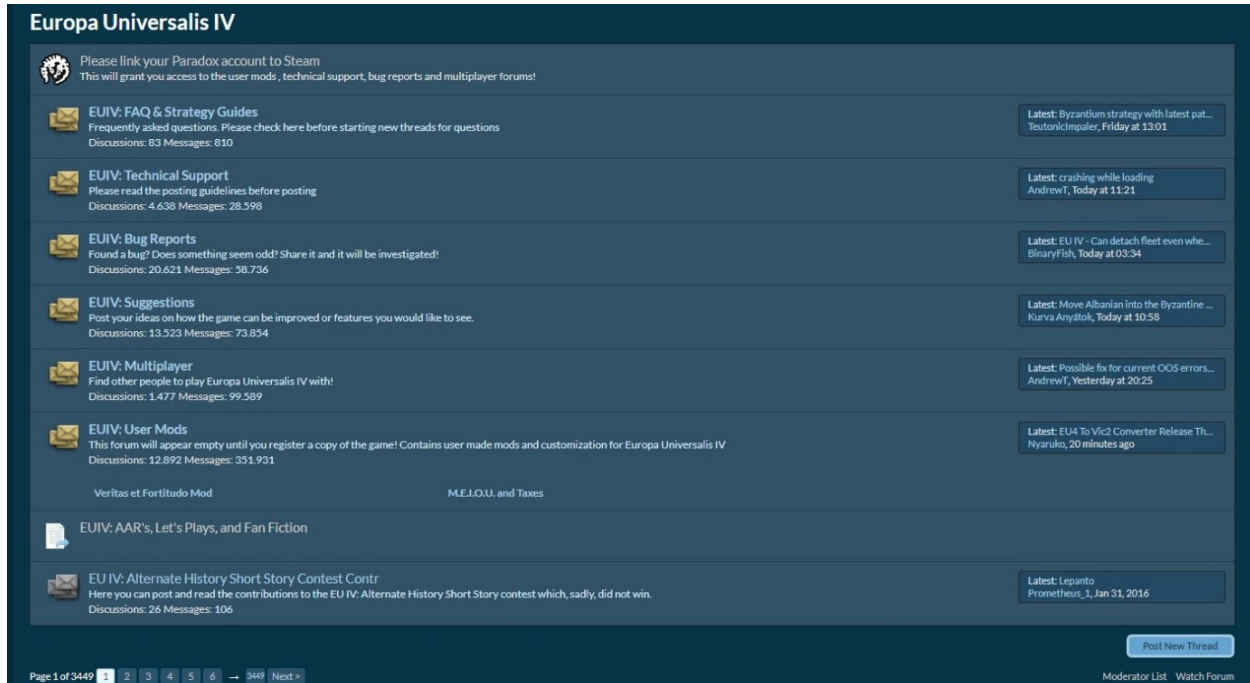 Europa Universalis IV
Please link your Paradox account to Steam
This will grant you access to the user mods , technical support, bug reports and multiplayer forums!
EUIV: FAQ & Strategy Guides
Frequently asked questions. Please check here before starting new threads for questions
Discussions: 83 Messages: 810
Latest: Byzantium strategy with latest pat...
TeutonicImpaler, Friday at 13:01
EUIV: Technical Support
Please read the posting guidelines before posting
Discussions: 4.638 Messages: 28.598
Latest: crashing while loading
AndrewT, Today at 11:21
EUIV: Bug Reports
Found a bug? Does something seem odd? Share it and it will be investigated!
Discussions: 20.621 Messages: 58.736
Latest: EU IV - Can detach fleet even whe...
BinaryFish, Today at 03:34
EUIV: Suggestions
Post your ideas on how the game can be improved or features you would like to see.
Discussions: 13.523 Messages: 73.854
Latest: Move Albanian into the Byzantine ...
Kurva Anyátok, Today at 10:58
EUIV: Multiplayer
Find other people to play Europa Universalis IV with!
Discussions: 1.477 Messages: 99.589
Latest: Possible fix for current OOS errors...
AndrewT, Yesterday at 20:25
EUIV: User Mods
This forum will appear empty until you register a copy of the game! Contains user made mods and customization for Europa Universalis IV
Discussions: 12.892 Messages: 351.931
Latest: EU4 To Vic2 Converter Release Th...
Nyaruko, 20 minutes ago
Veritas et Fortitudo Mod
M.E.I.O.U. and Taxes
EUIV: AAR's, Let's Plays, and Fan Fiction
EU IV: Alternate History Short Story Contest Contr
Here you can post and read the contributions to the EU IV: Alternate History Short Story contest which, sadly, did not win.
Discussions: 26 Messages: 106
Latest: Lepanto
Prometheus_1, Jan 31, 2016
Post New Thread
Page 1 of 3449 1 2 3 4 5 6 → 3449 Next >
Moderator List Watch Forum